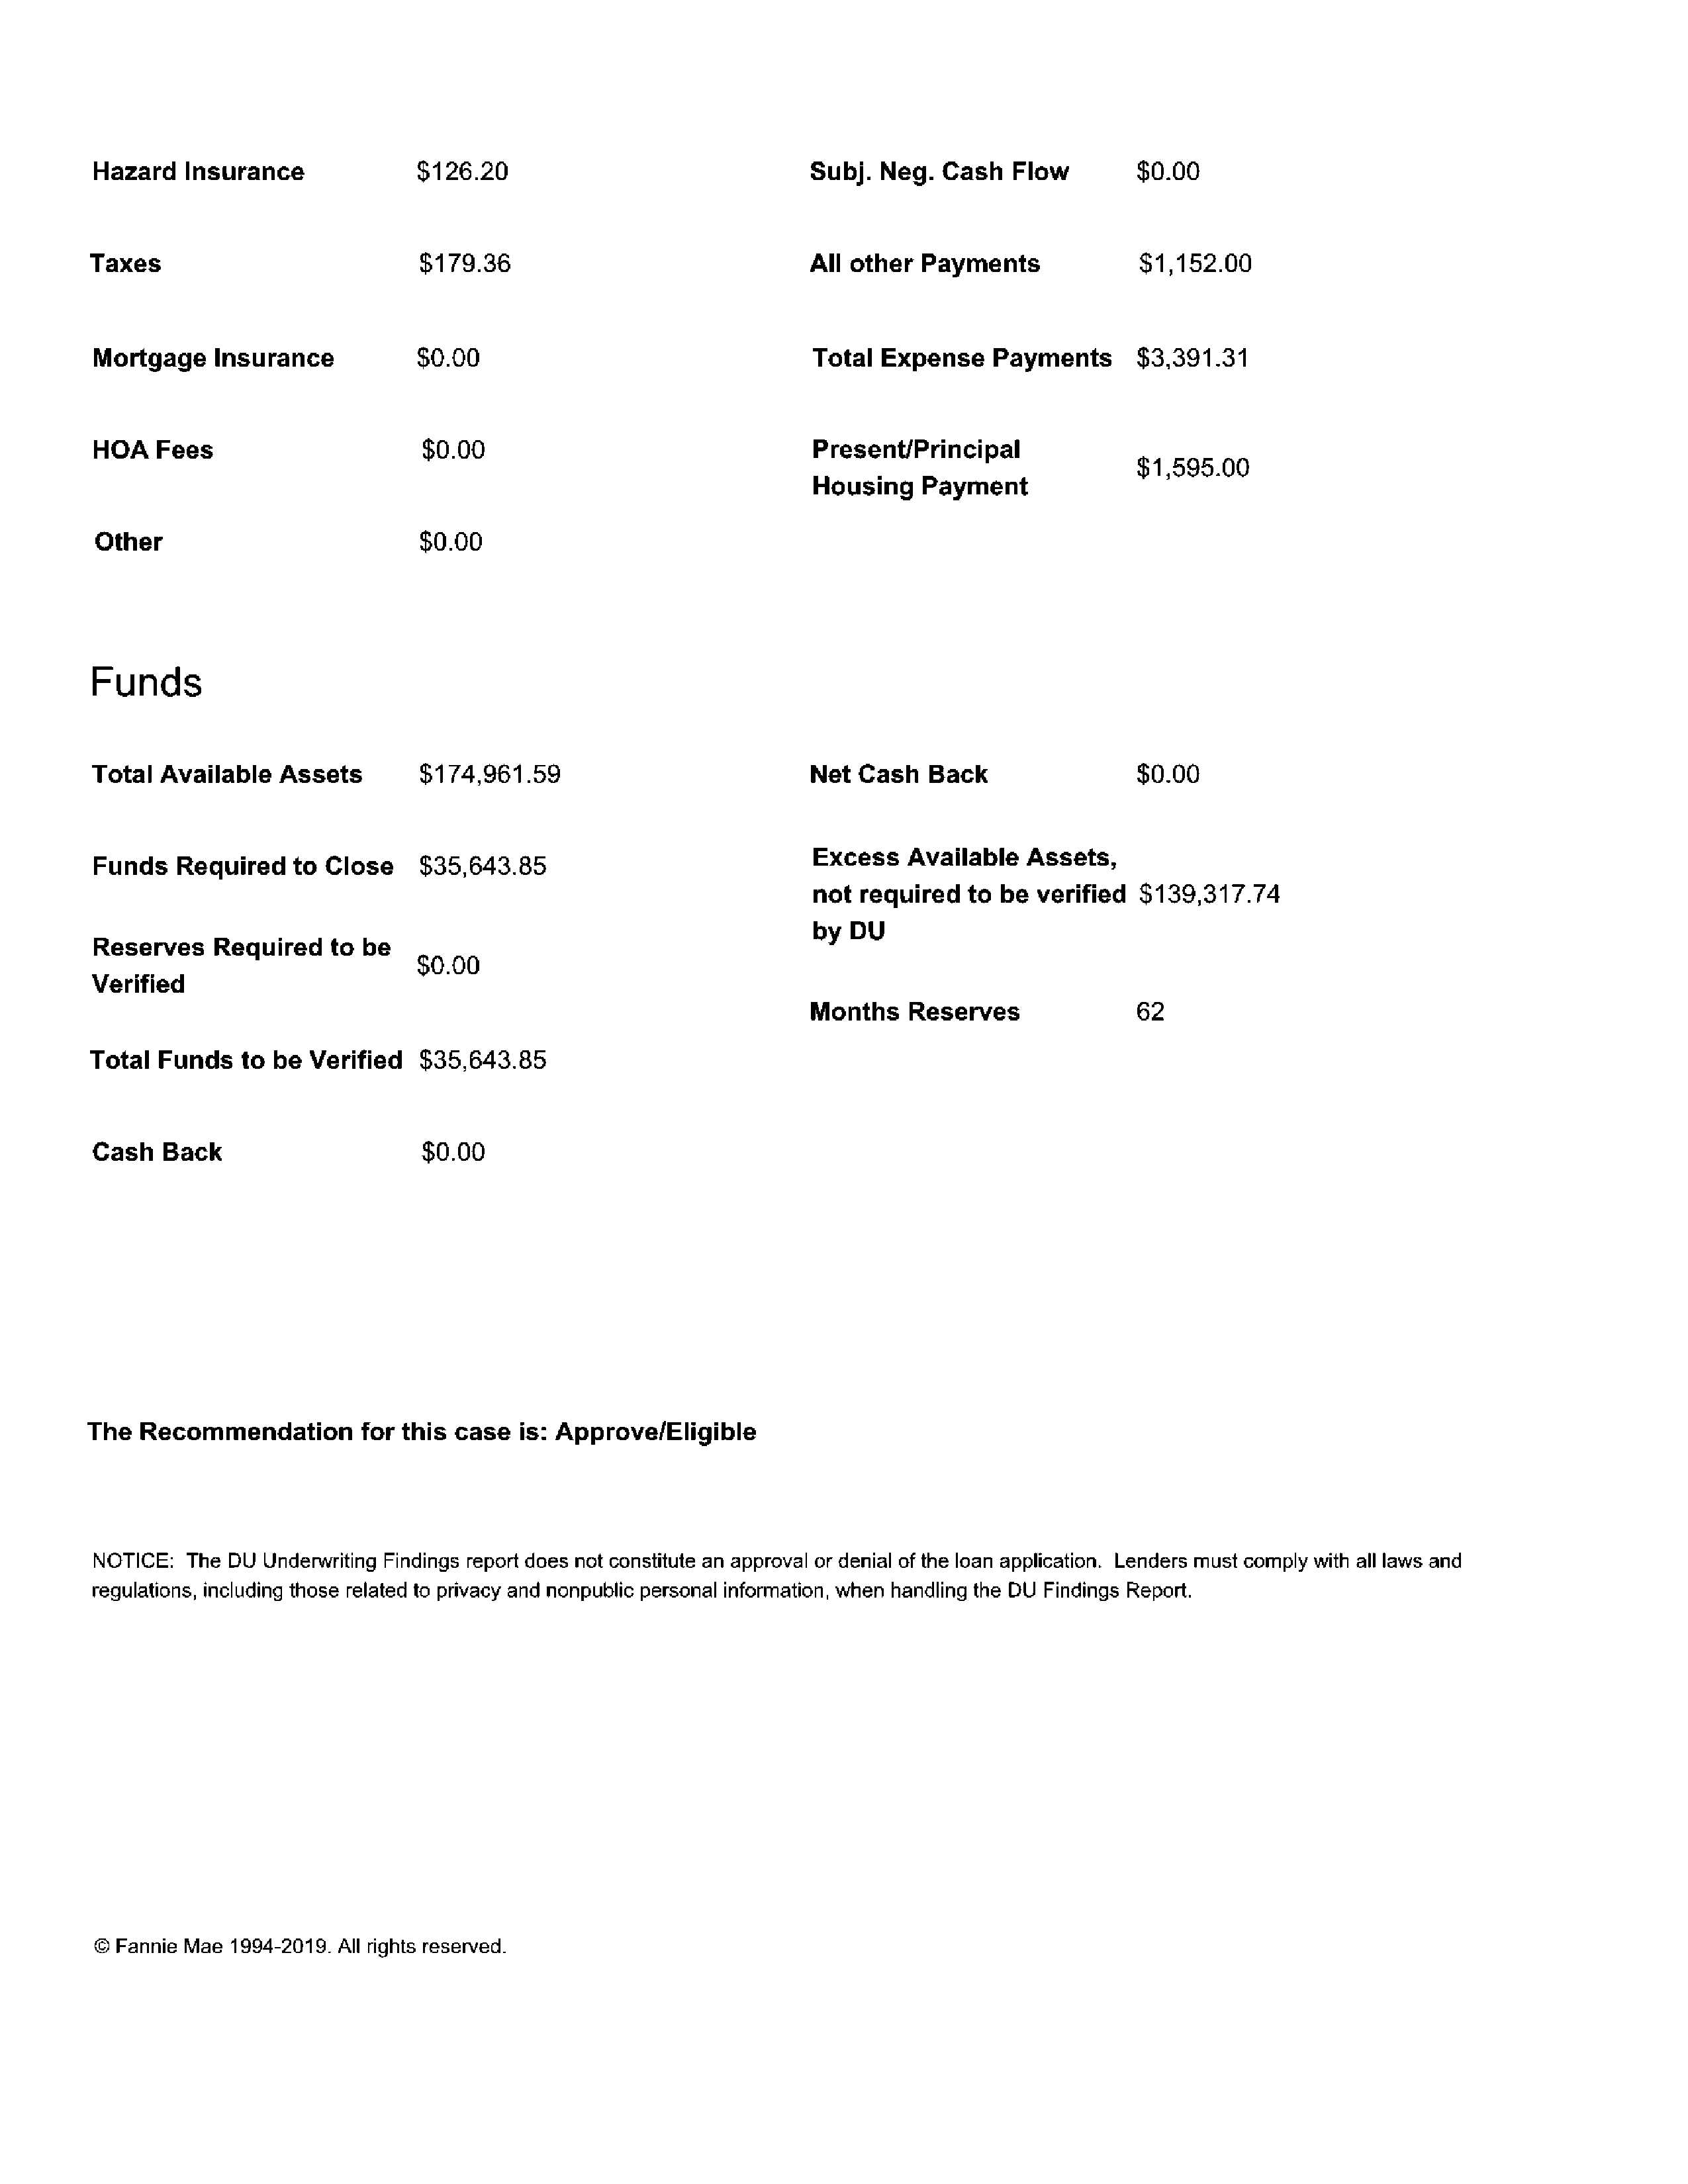 Hazard Insurance $126.20 Subj. Neg. Cash Flow $0.00
Taxes $179.36 All other Payments $1,152.00
Mortgage Insurance $0.00 Total Expense Payments $3,391.31
HOA Fees $0.00 Present/Principal
Housing Payment $1,595.00
Other $0.00
Funds
Total Available Assets $174,961.59 Net Cash Back $0.00
Funds Required to Close $35,643.85
Excess Available Assets,
not required to be verified $139,317.74
by DU
Reserves Required to be
Verified $0.00
Months Reserves 62
Total Funds to be Verified $35,643.85
Cash Back $0.00
The Recommendation for this case is: Approve/Eligible
NOTICE: The DU Underwriting Findings report does not constitute an approval or denial of the loan application. Lenders must comply with all laws and
regulations, including those related to privacy and nonpublic personal information, when handling the DU Findings Report.
© Fannie Mae 1994-2019. All rights reserved.